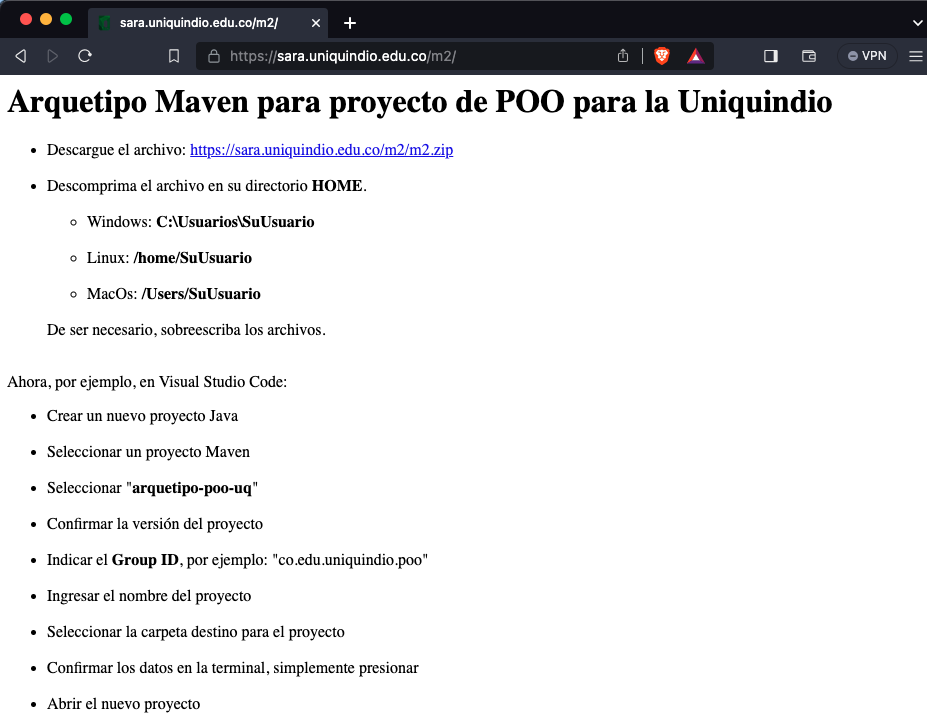 sara.uniquindio.edu.co/m2/
https://sara.uniquindio.edu.co/m2/
VPN
Arquetipo Maven para proyecto de POO para la Uniquindio
Descargue el archivo: https://sara.uniquindio.edu.co/m2/m2.zip
Descomprima el archivo en su directorio HOME.
Windows: C:\Usuarios\SuUsuario
Linux: /home/SuUsuario
MacOs: /Users/SuUsuario
De ser necesario, sobreescriba los archivos.
Ahora, por ejemplo, en Visual Studio Code:
Crear un nuevo proyecto Java
Seleccionar un proyecto Maven
Seleccionar "arquetipo-poo-uq"
Confirmar la versión del proyecto
Indicar el Group ID, por ejemplo: "co.edu.uniquindio.poo"
Ingresar el nombre del proyecto
Seleccionar la carpeta destino para el proyecto
Confirmar los datos en la terminal, simplemente presionar
Abrir el nuevo proyecto